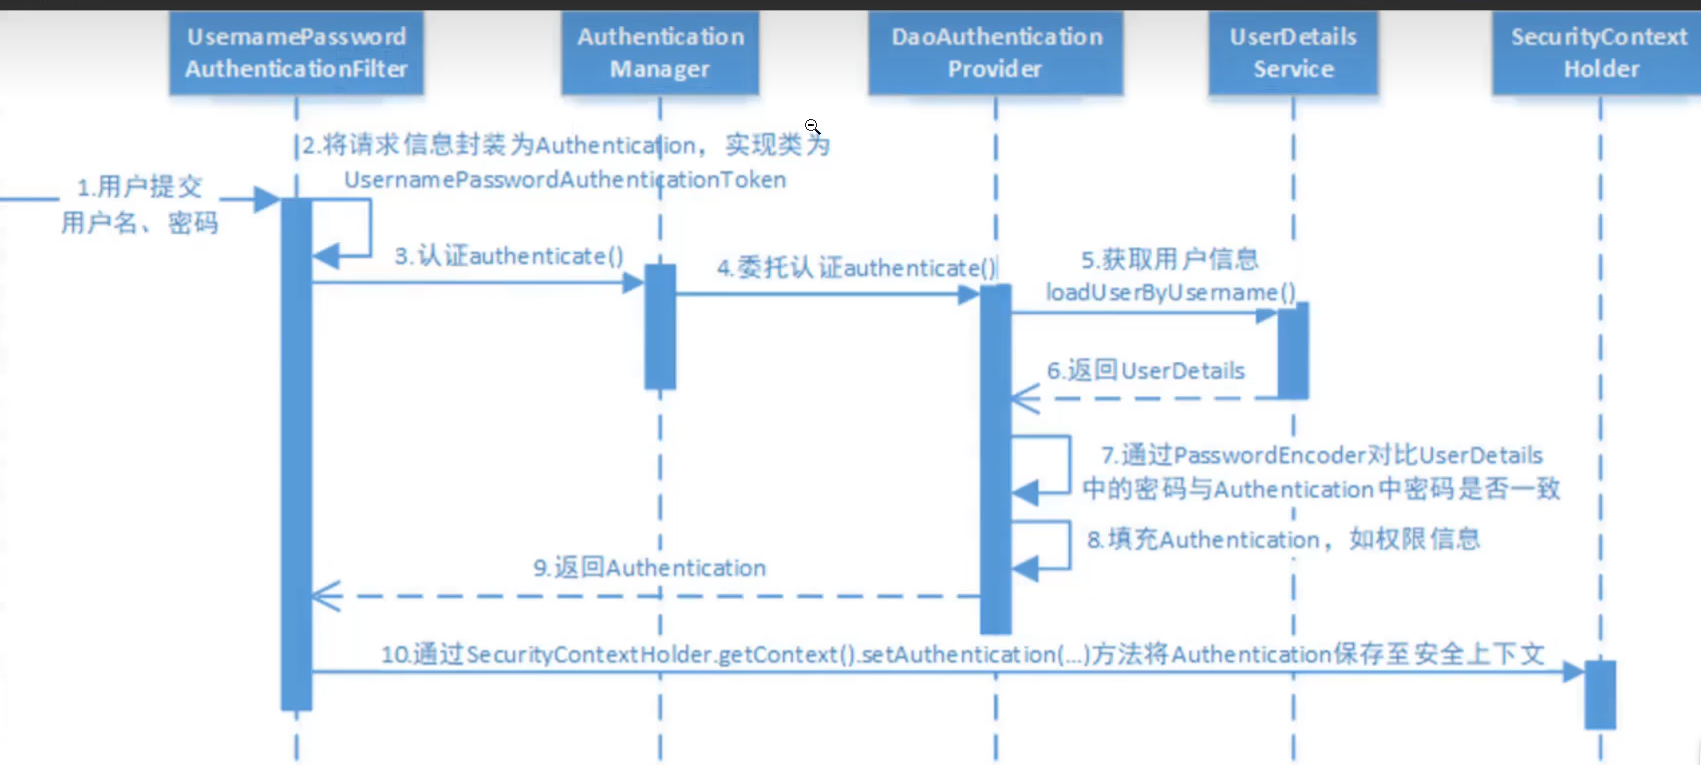 UsernamePassword
AuthenticationFilter
Authentication
Manager
DaoAuthentication
Provider
UserDetails
Service
SecurityContext
Holder
2.将请求信息封装为Authentication，实现类为
UsernamePasswordAuthenticationToken
1.用户提交
用户名、密码
3.认证authenticate()
4.委托认证authenticate()
5.获取用户信息
loadUserByUsername()
6.返回UserDetails
7.通过PasswordEncoder对比UserDetails
中的密码与Authentication中密码是否一致
8.填充Authentication，如权限信息
9.返回Authentication
10.通过SecurityContextHolder.getContext().setAuthentication(...)方法将Authentication保存至安全上下文